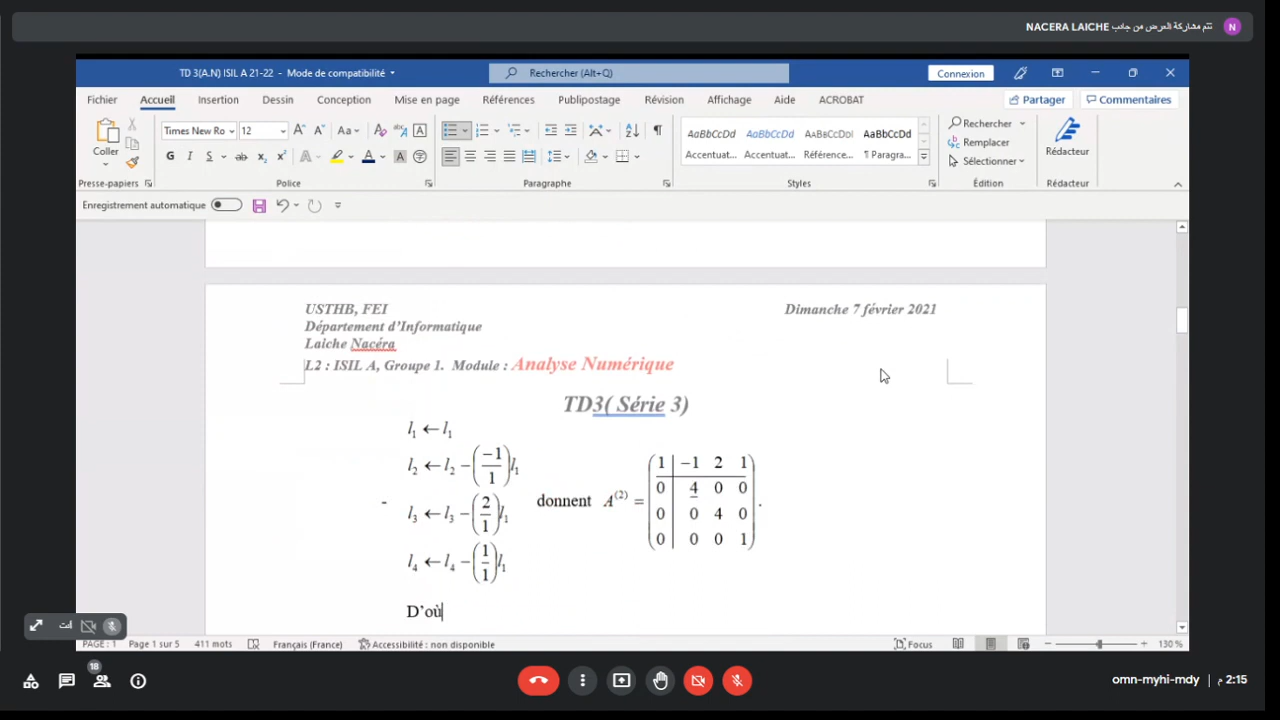 تتم مشاركة العرض من جانب NACERA LAICHE
N
TD 3(A.N) ISIL A 21-22 - Mode de compatibilité
Rechercher (Alt+Q)
Connexion
Fichier Accueil Insertion Dessin Conception Mise en page Références Publipostage Révision Affichage Aide ACROBAT
Partager Commentaires
Coller
Times New Ro 12
G I S
AaBbCcDd AaBbCcDd AaBbCcDd AaBbCcDd
Accentuat... Accentuat... Référence... ¶ Paragra...
Rechercher
Remplacer
Sélectionner
Rédacteur
Presse-papiers Police Paragraphe Styles Édition Rédacteur
Enregistrement automatique
USTHB, FEI Dimanche 7 février 2021
Département d’Informatique
Laiche Nacéra
L2 : ISIL A, Groupe 1. Module : Analyse Numérique
TD3( Série 3)
l₁ ← l₁
l₂ ← l₂ − (−1/1) l₁
- l₃ ← l₃ − (2/1) l₁ donnent A⁽²⁾ =
l₄ ← l₄ − (1/1) l₁
1 −1 2 1
0 4 0 0
0 0 4 0
0 0 0 1 .
D’où
PAGE : 1 Page 1 sur 5 411 mots Français (France) Accessibilité : non disponible Focus 130 %
انت
18
omn-myhi-mdy | 2:15 م